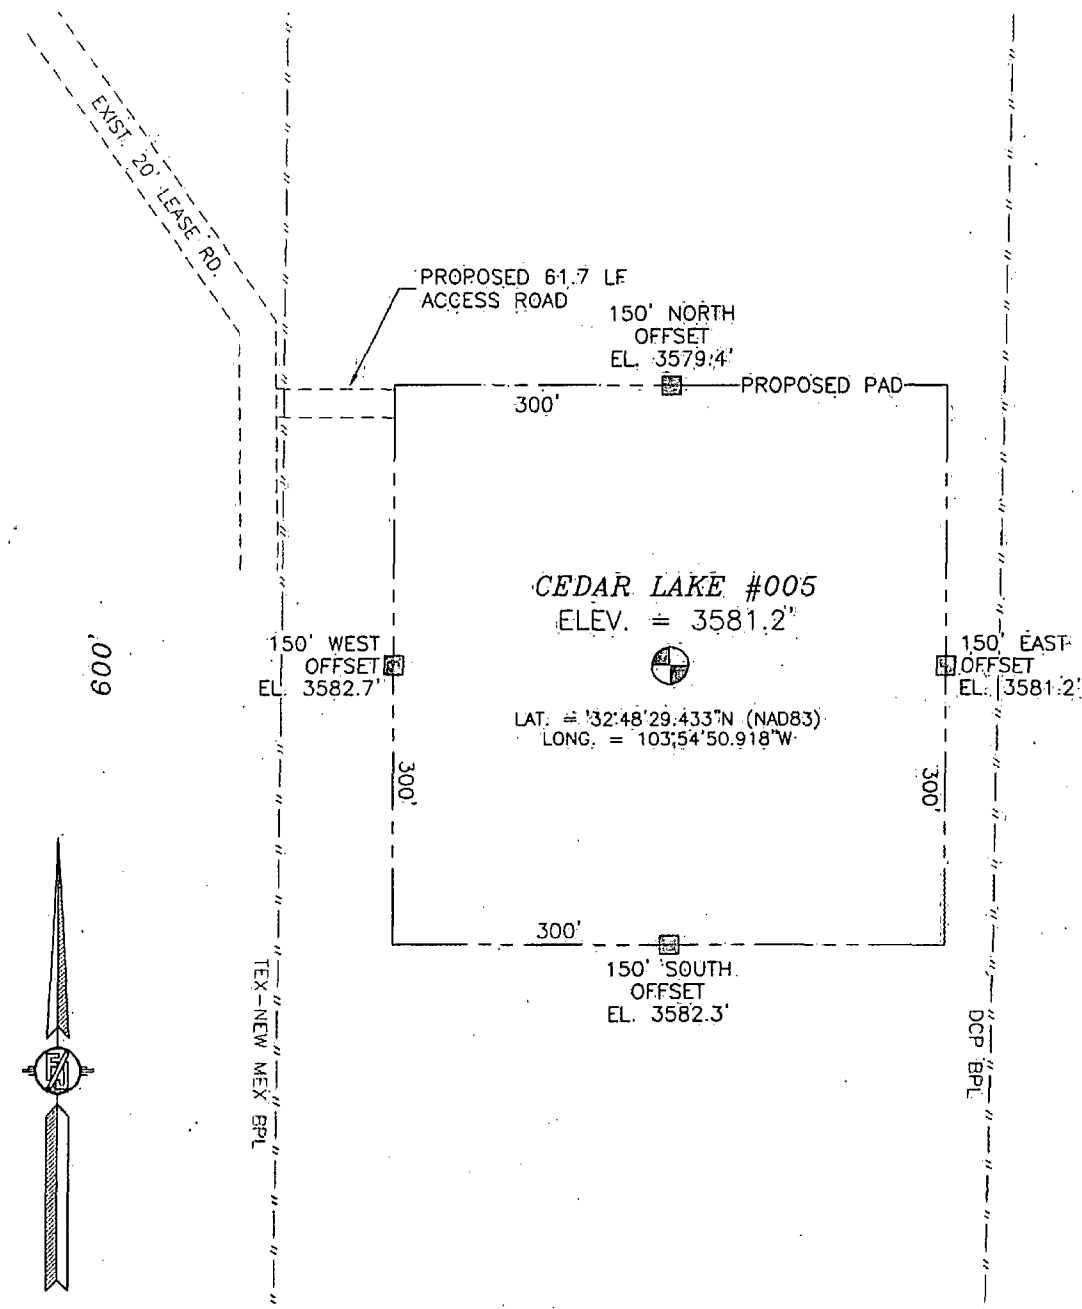 EXIST. 20' LEASE RD.
PROPOSED 61.7 LF
ACCESS ROAD
150' NORTH
OFFSET
EL. 3579.4'
PROPOSED PAD
300'
CEDAR LAKE #005
ELEV. = 3581.2'
600'
150' WEST
OFFSET
EL. 3582.7'
150' EAST
OFFSET
EL. 3581.2'
LAT. = 32°48'29.433"N (NAD83)
LONG. = 103°54'50.918"W
300'
300'
300'
150' SOUTH
OFFSET
EL. 3582.3'
TEX-NEW MEX BPL
DCP BPL